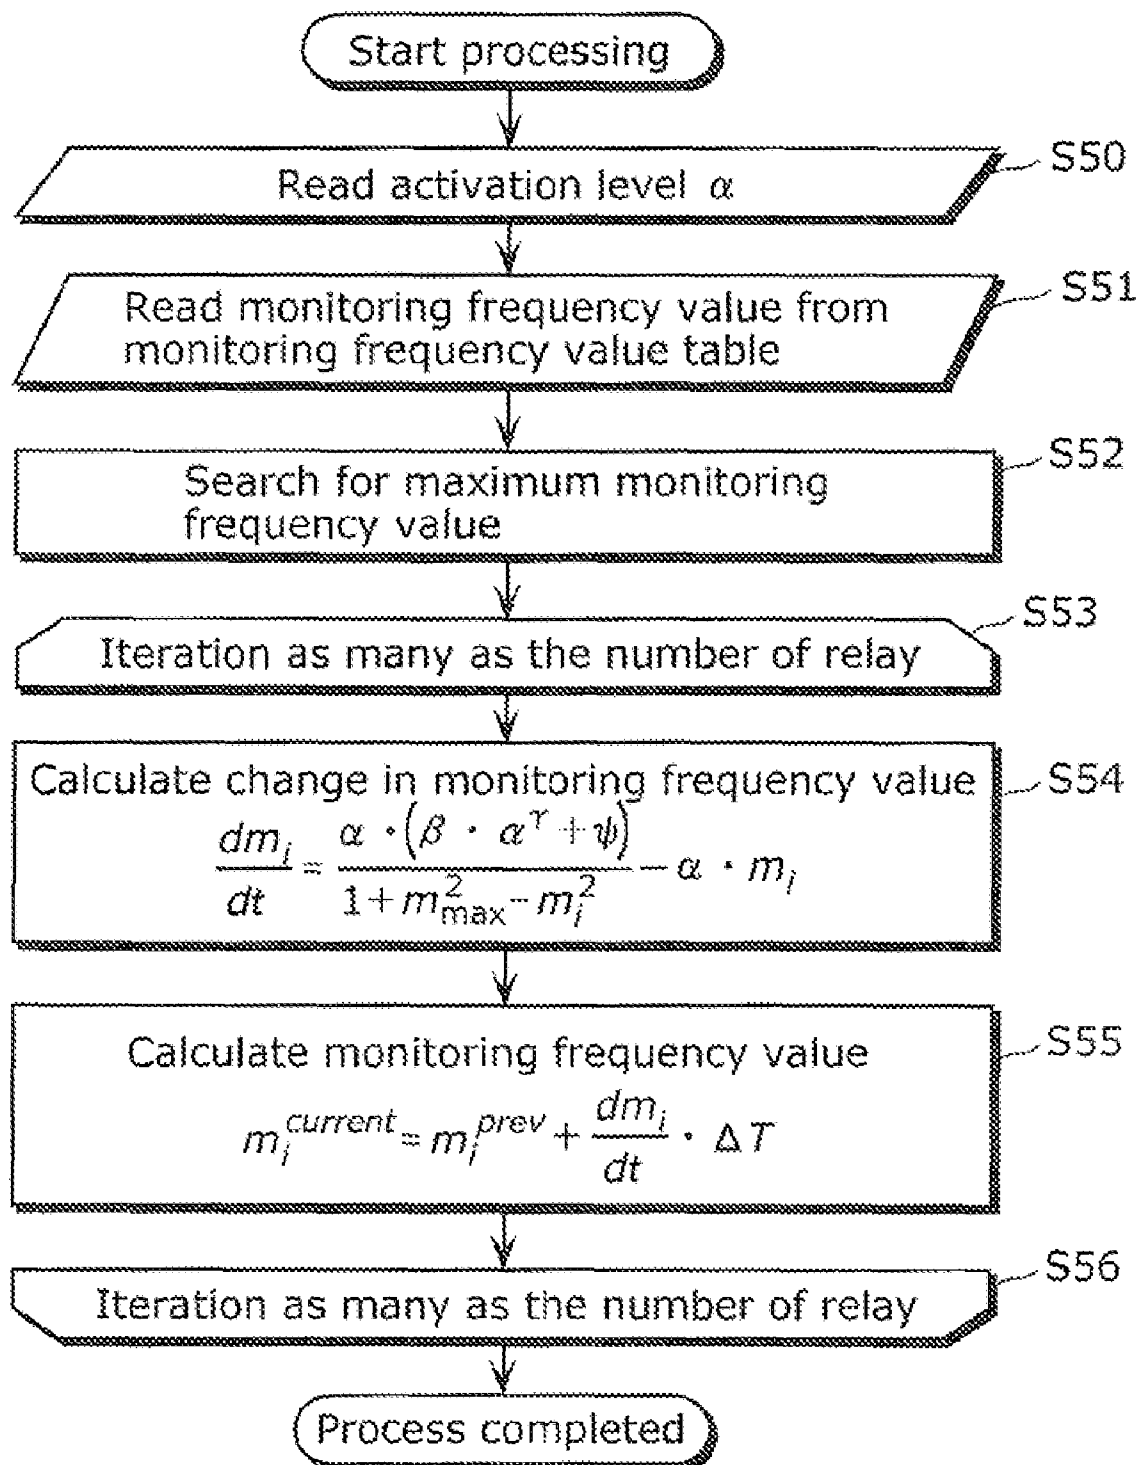 Start processing
S50
Read activation level α
S51
Read monitoring frequency value from
monitoring frequency value table
S52
Search for maximum monitoring
frequency value
S53
Iteration as many as the number of relay
S54
Calculate change in monitoring frequency value
dm_i/dt = α · (β · α^γ + ψ) / (1 + m_max^2 - m_i^2) - α · m_i
S55
Calculate monitoring frequency value
m_i^current = m_i^prev + dm_i/dt · ΔT
S56
Iteration as many as the number of relay
Process completed